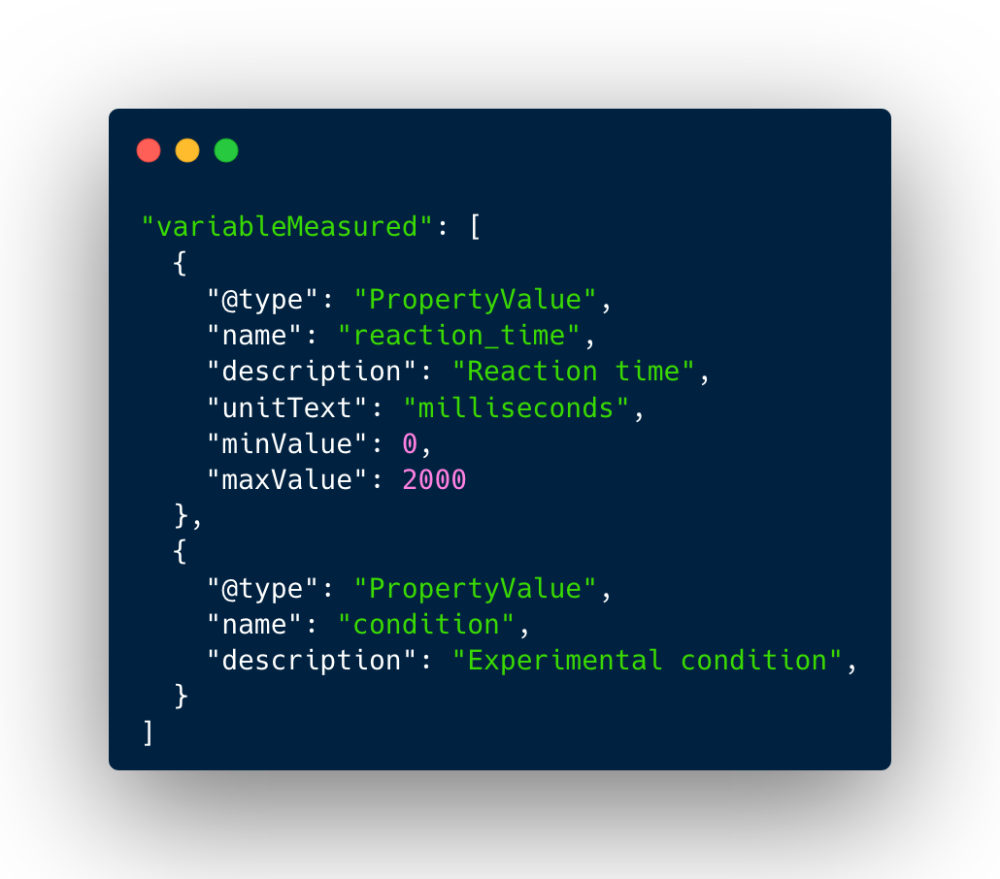 "variableMeasured": [
  {
    "@type": "PropertyValue",
    "name": "reaction_time",
    "description": "Reaction time",
    "unitText": "milliseconds",
    "minValue": 0,
    "maxValue": 2000
  },
  {
    "@type": "PropertyValue",
    "name": "condition",
    "description": "Experimental condition",
  }
]